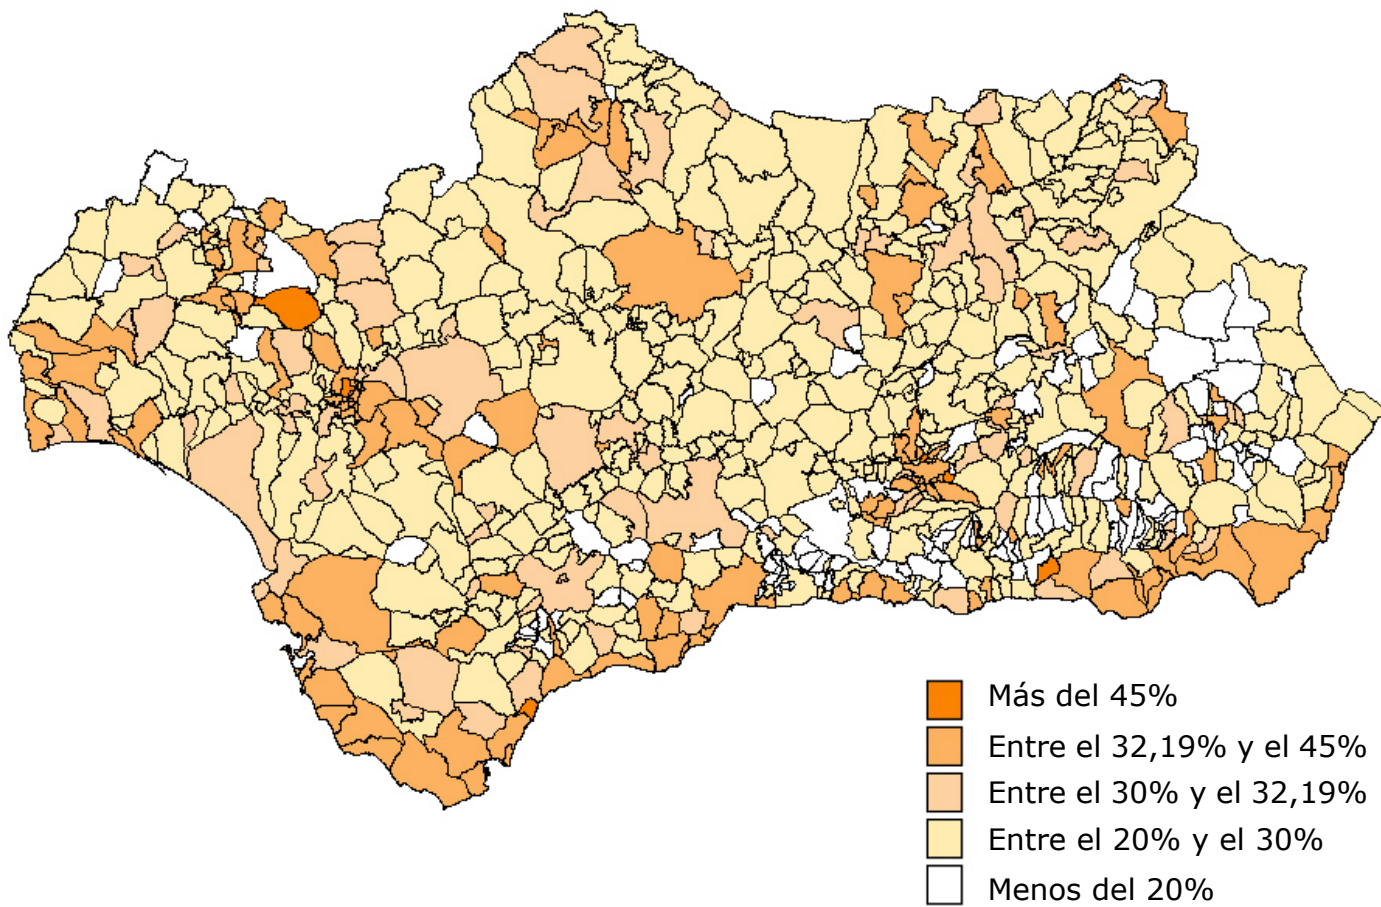 Más del 45%
Entre el 32,19% y el 45%
Entre el 30% y el 32,19%
Entre el 20% y el 30%
Menos del 20%